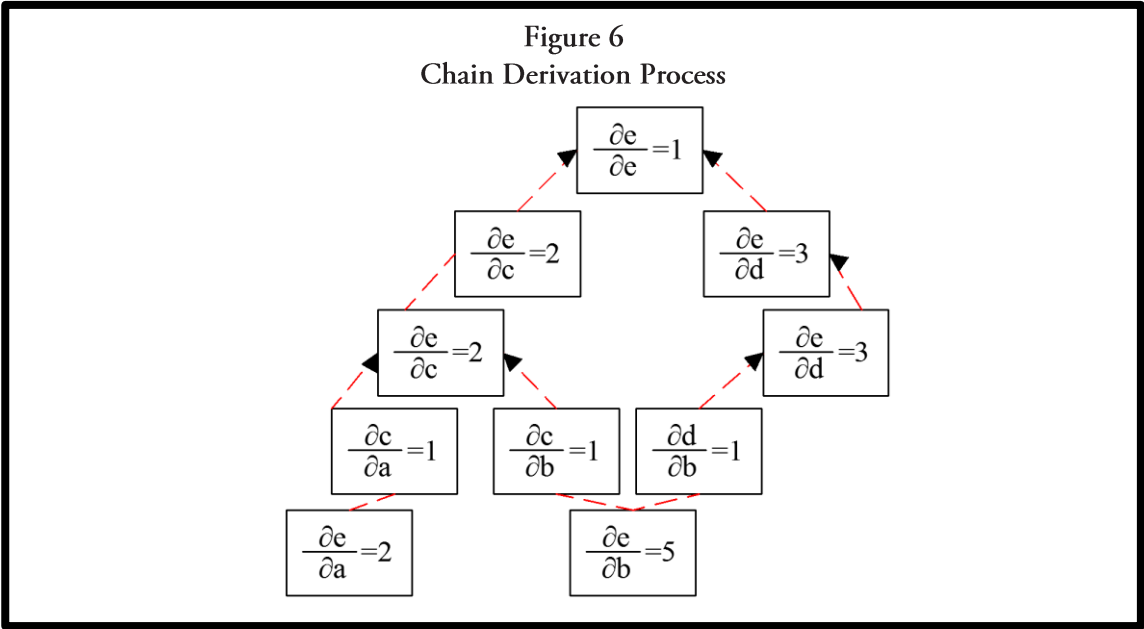 Figure 6
Chain Derivation Process
∂e/∂e=1
∂e/∂c=2
∂e/∂d=3
∂e/∂c=2
∂e/∂d=3
∂c/∂a=1
∂c/∂b=1
∂d/∂b=1
∂e/∂a=2
∂e/∂b=5